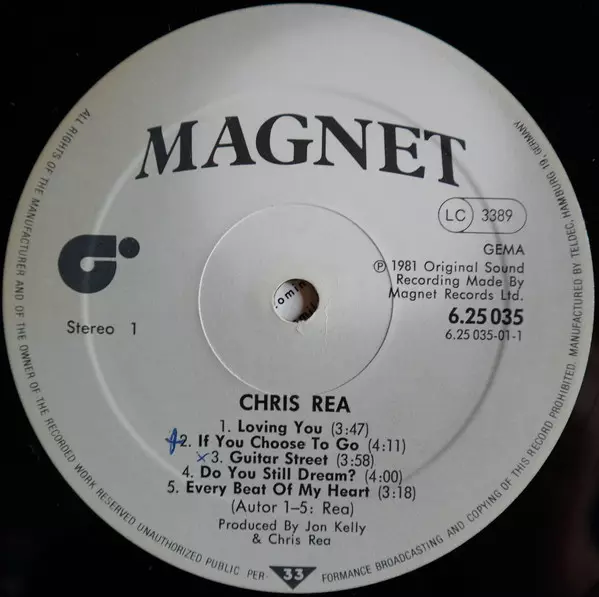 MAGNET
LC 3389
GEMA
℗ 1981 Original Sound
Recording Made By
Magnet Records Ltd.
6.25 035
6.25 035-01-1
Stereo 1
CHRIS REA
1. Loving You (3:47)
2. If You Choose To Go (4:11)
x3. Guitar Street (3:58)
4. Do You Still Dream? (4:00)
5. Every Beat Of My Heart (3:18)
(Autor 1–5: Rea)
Produced By Jon Kelly
& Chris Rea
33
ALL RIGHTS OF THE MANUFACTURER AND OF THE OWNER OF THE RECORDED WORK RESERVED UNAUTHORIZED PUBLIC PER- FORMANCE BROADCASTING AND COPYING OF THIS RECORD PROHIBITED. MANUFACTURED BY TELDEC, HAMBURG 19, GERMANY